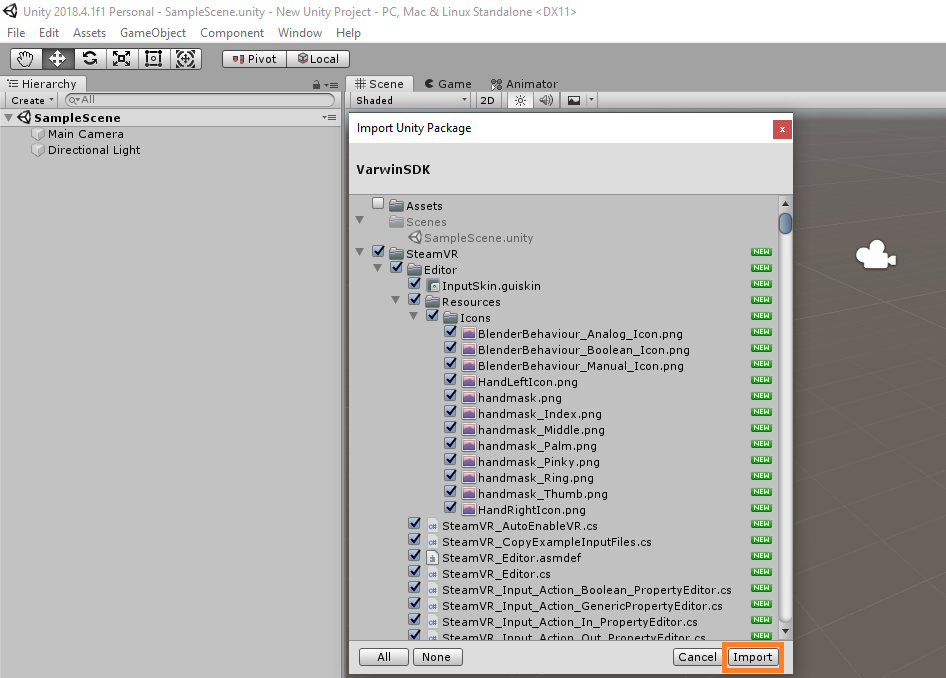 Unity 2018.4.1f1 Personal - SampleScene.unity - New Unity Project - PC, Mac & Linux Standalone <DX11>
File Edit Assets GameObject Component Window Help
Pivot Local
Hierarchy
Create All
SampleScene
Main Camera
Directional Light
Scene Game Animator
Shaded 2D
Import Unity Package x
VarwinSDK
Assets
Scenes
SampleScene.unity
SteamVR NEW
Editor NEW
InputSkin.guiskin NEW
Resources NEW
Icons NEW
BlenderBehaviour_Analog_Icon.png NEW
BlenderBehaviour_Boolean_Icon.png NEW
BlenderBehaviour_Manual_Icon.png NEW
HandLeftIcon.png NEW
handmask.png NEW
handmask_Index.png NEW
handmask_Middle.png NEW
handmask_Palm.png NEW
handmask_Pinky.png NEW
handmask_Ring.png NEW
handmask_Thumb.png NEW
HandRightIcon.png NEW
c# SteamVR_AutoEnableVR.cs NEW
c# SteamVR_CopyExampleInputFiles.cs NEW
SteamVR_Editor.asmdef NEW
c# SteamVR_Editor.cs NEW
c# SteamVR_Input_Action_Boolean_PropertyEditor.cs NEW
c# SteamVR_Input_Action_GenericPropertyEditor.cs NEW
c# SteamVR_Input_Action_In_PropertyEditor.cs NEW
c# SteamVR_Input_Action_Out_PropertyEditor.cs NEW
All None Cancel Import